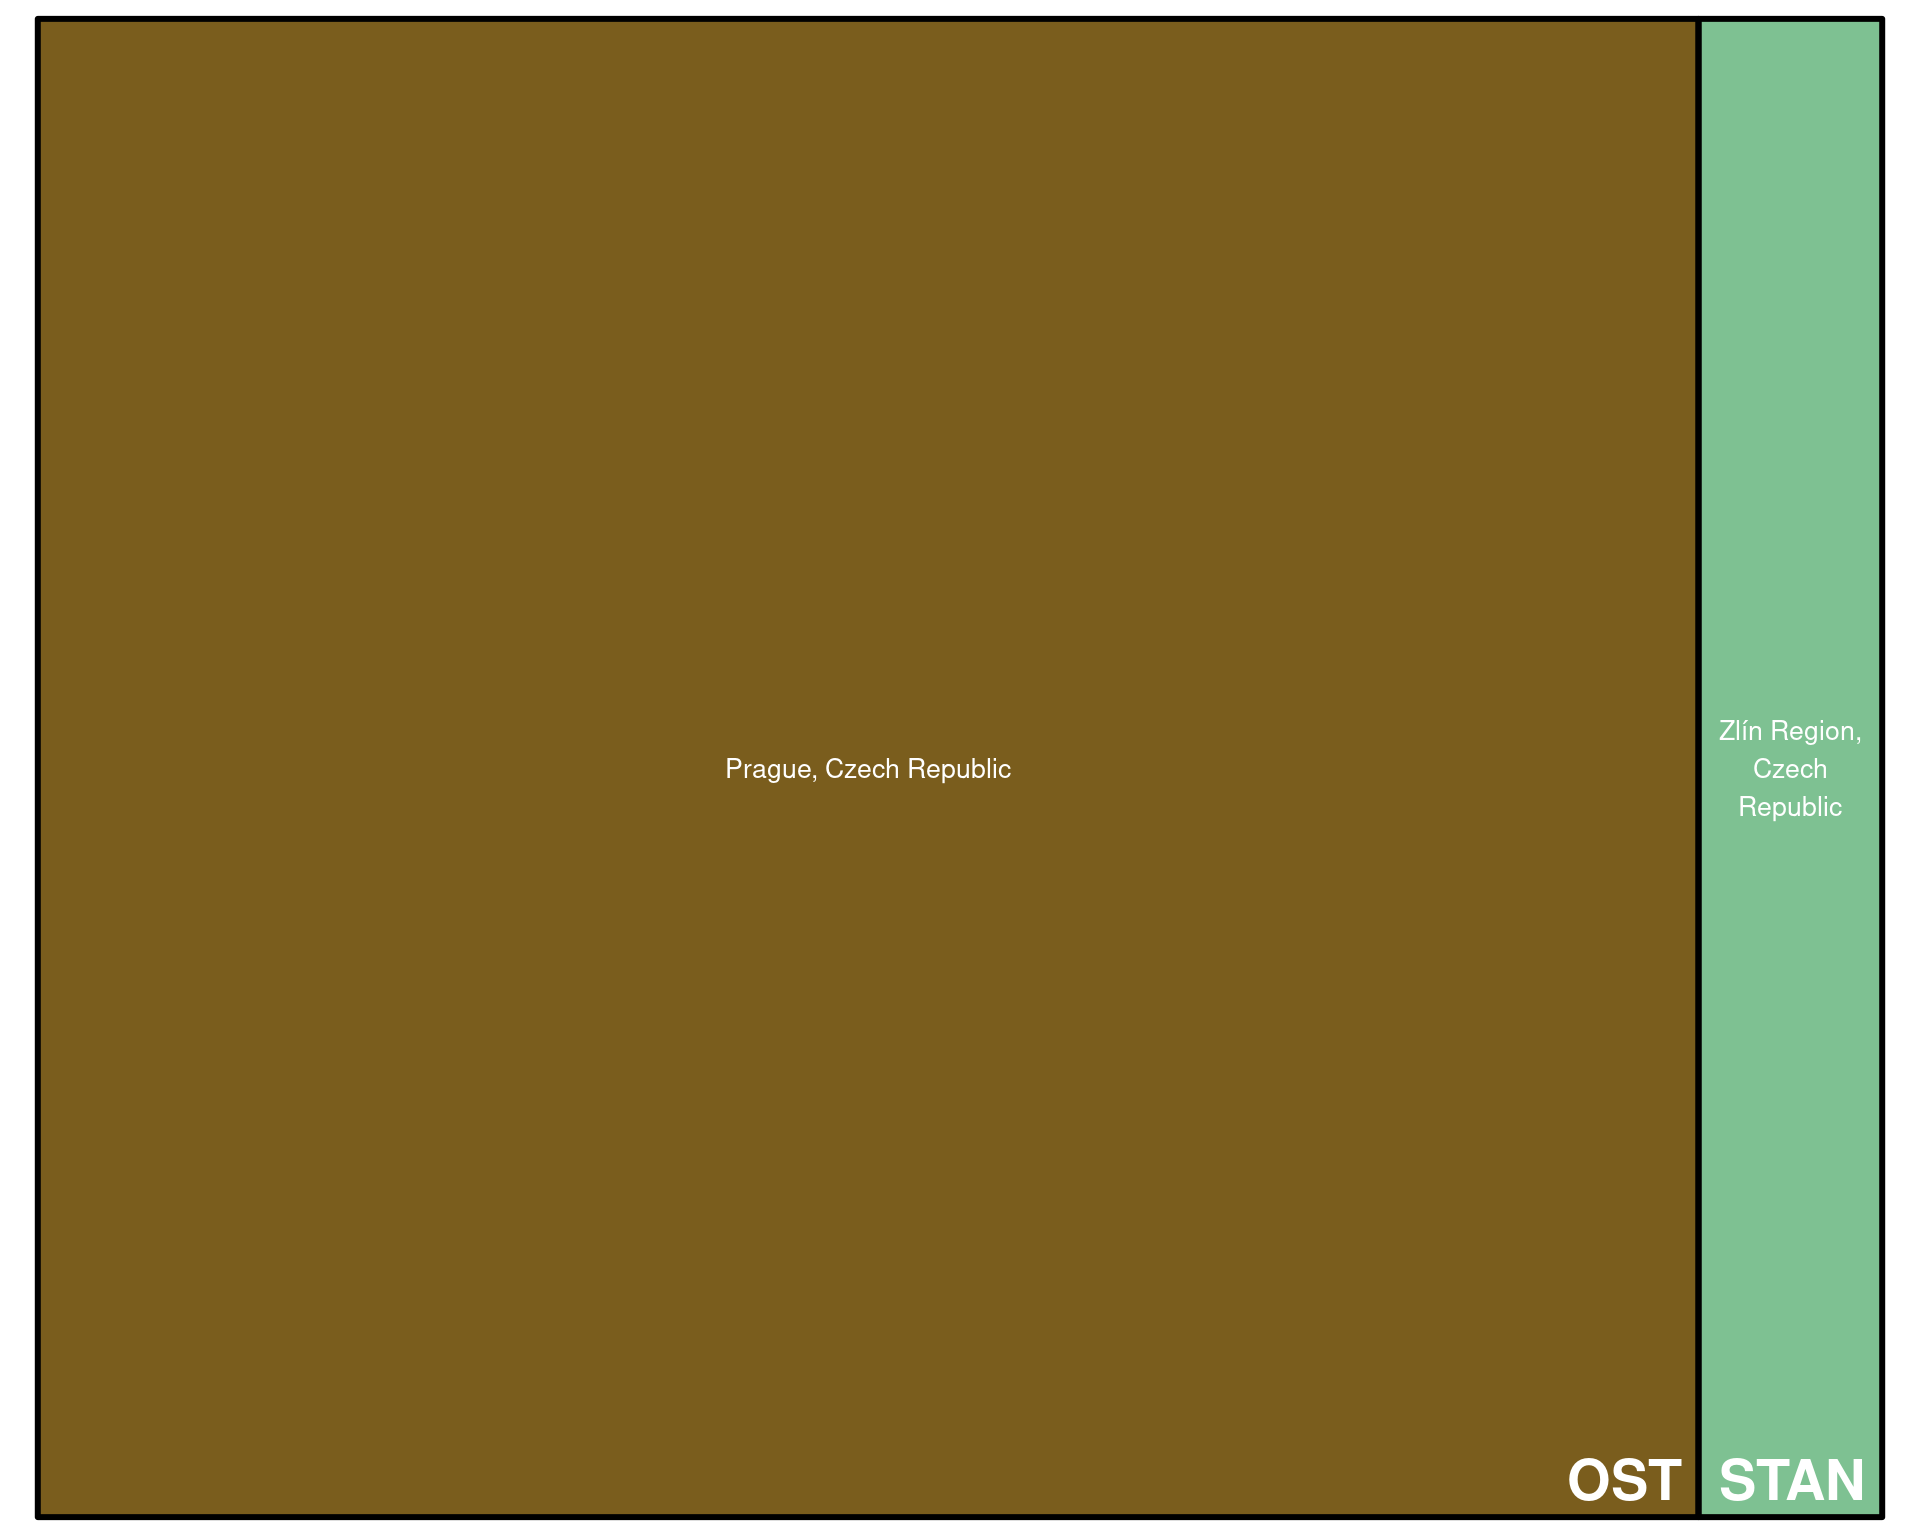 Prague, Czech Republic
Zlín Region,
Czech
Republic
OST
STAN